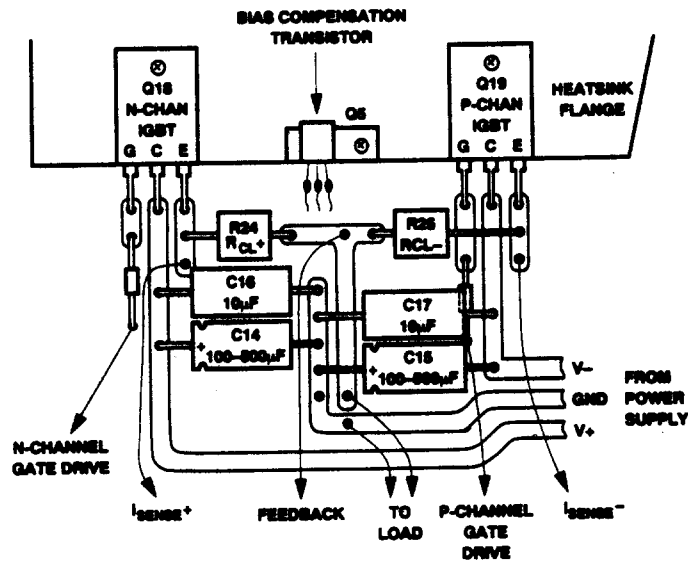 BIAS COMPENSATION
TRANSISTOR
Q18
N-CHAN
IGBT
G C E
Q5
Q19
P-CHAN
IGBT
G C E
HEATSINK
FLANGE
R24
RCL+
R25
RCL–
C16
10µF
C17
10µF
C14
+ 100–500µF
C15
+ 100–500µF
V–
GND
V+
FROM
POWER
SUPPLY
N-CHANNEL
GATE DRIVE
ISENSE+
FEEDBACK
TO
LOAD
P-CHANNEL
GATE
DRIVE
ISENSE–